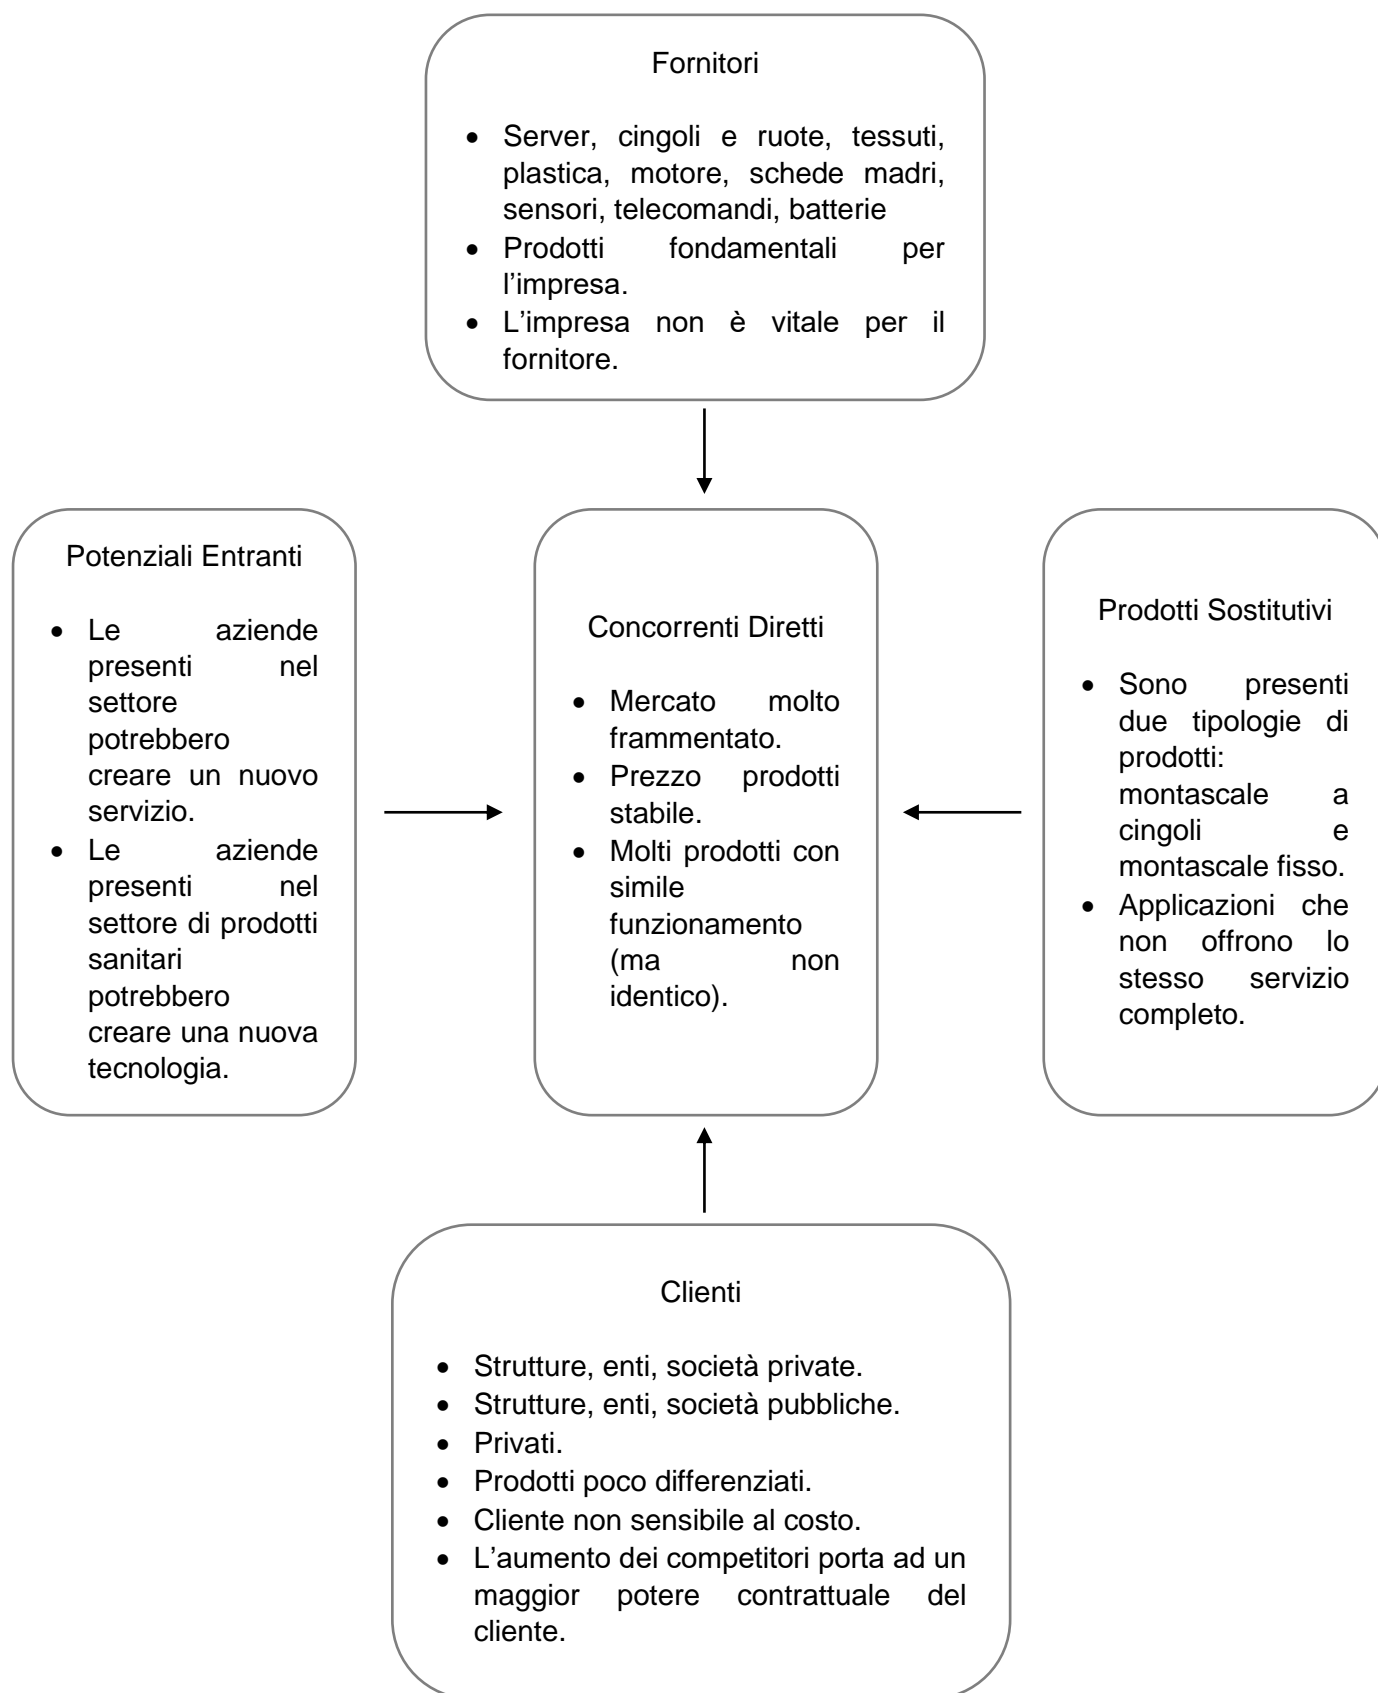 Fornitori
• Server, cingoli e ruote, tessuti,
plastica, motore, schede madri,
sensori, telecomandi, batterie
• Prodotti fondamentali per
l’impresa.
• L’impresa non è vitale per il
fornitore.
Potenziali Entranti
• Le aziende
presenti nel
settore
potrebbero
creare un nuovo
servizio.
• Le aziende
presenti nel
settore di prodotti
sanitari
potrebbero
creare una nuova
tecnologia.
Concorrenti Diretti
• Mercato molto
frammentato.
• Prezzo prodotti
stabile.
• Molti prodotti con
simile
funzionamento
(ma non
identico).
Prodotti Sostitutivi
• Sono presenti
due tipologie di
prodotti:
montascale a
cingoli e
montascale fisso.
• Applicazioni che
non offrono lo
stesso servizio
completo.
Clienti
• Strutture, enti, società private.
• Strutture, enti, società pubbliche.
• Privati.
• Prodotti poco differenziati.
• Cliente non sensibile al costo.
• L’aumento dei competitori porta ad un
maggior potere contrattuale del
cliente.